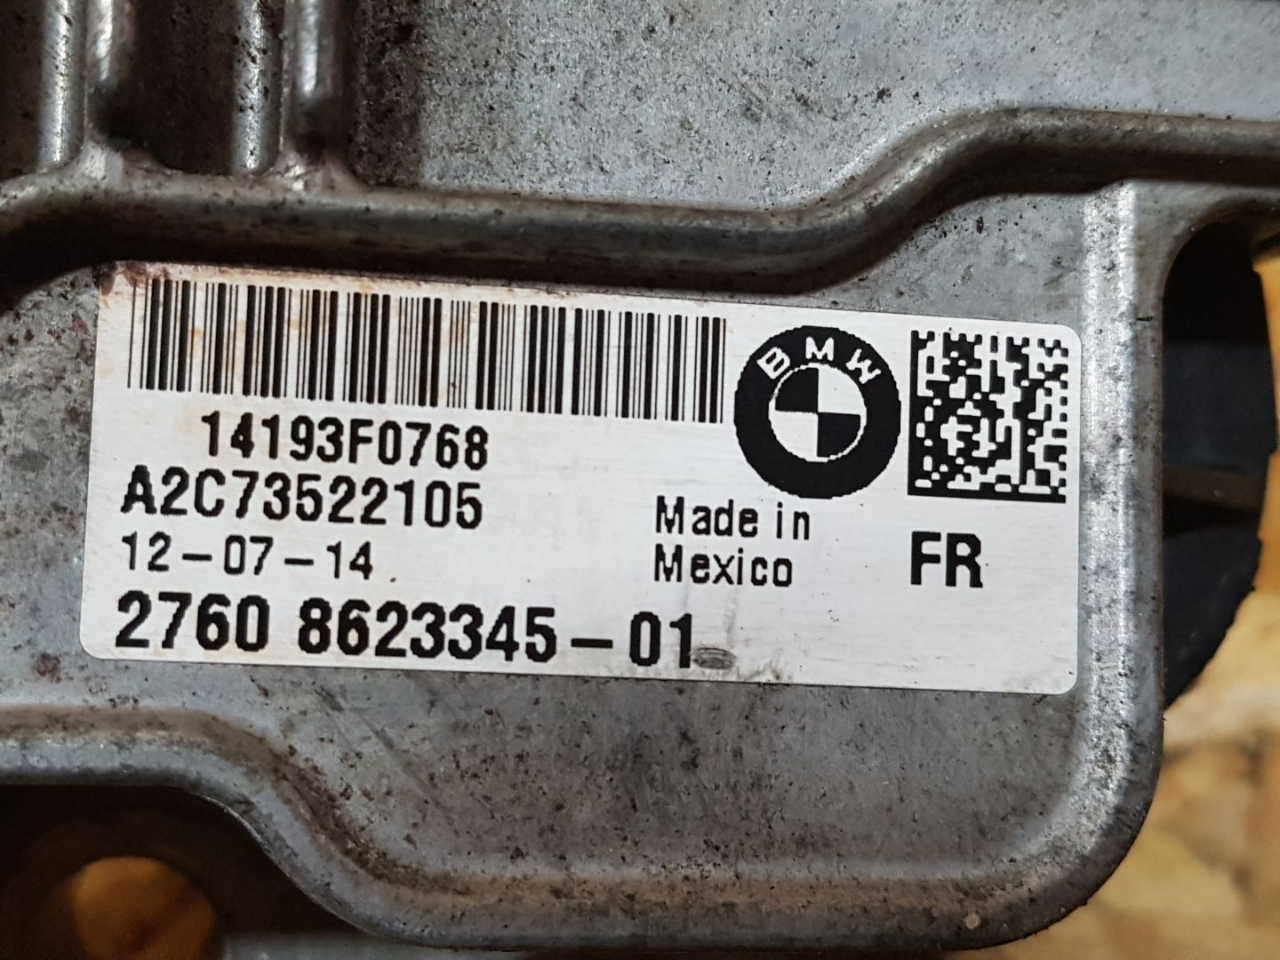 BMW
14193F0768
A2C73522105
12-07-14
Made in
Mexico
FR
2760 8623345-01